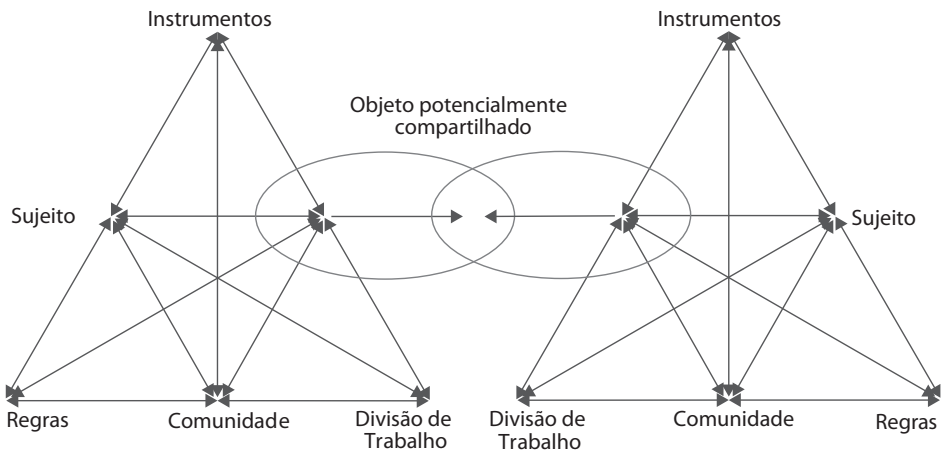 Instrumentos
Instrumentos
Objeto potencialmente
compartilhado
Sujeito
Sujeito
Regras
Comunidade
Divisão de
Trabalho
Divisão de
Trabalho
Comunidade
Regras